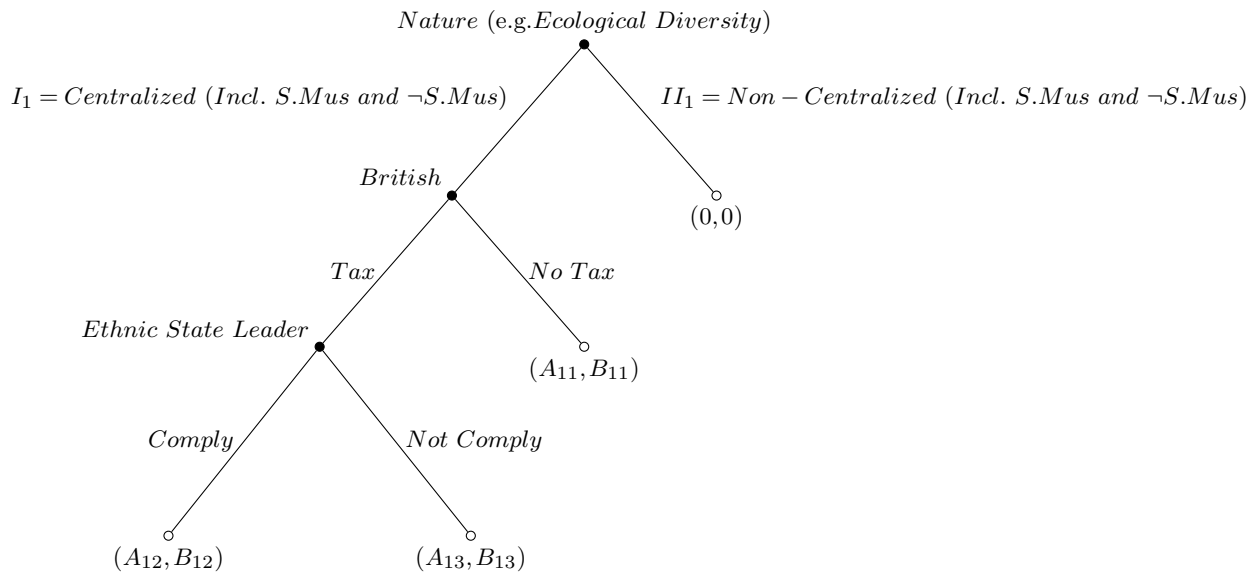 Nature (e.g.Ecological Diversity)
I₁ = Centralized (Incl. S.Mus and ¬S.Mus)
II₁ = Non − Centralized (Incl. S.Mus and ¬S.Mus)
British
(0,0)
Tax
No Tax
Ethnic State Leader
(A₁₁,B₁₁)
Comply
Not Comply
(A₁₂,B₁₂)
(A₁₃,B₁₃)